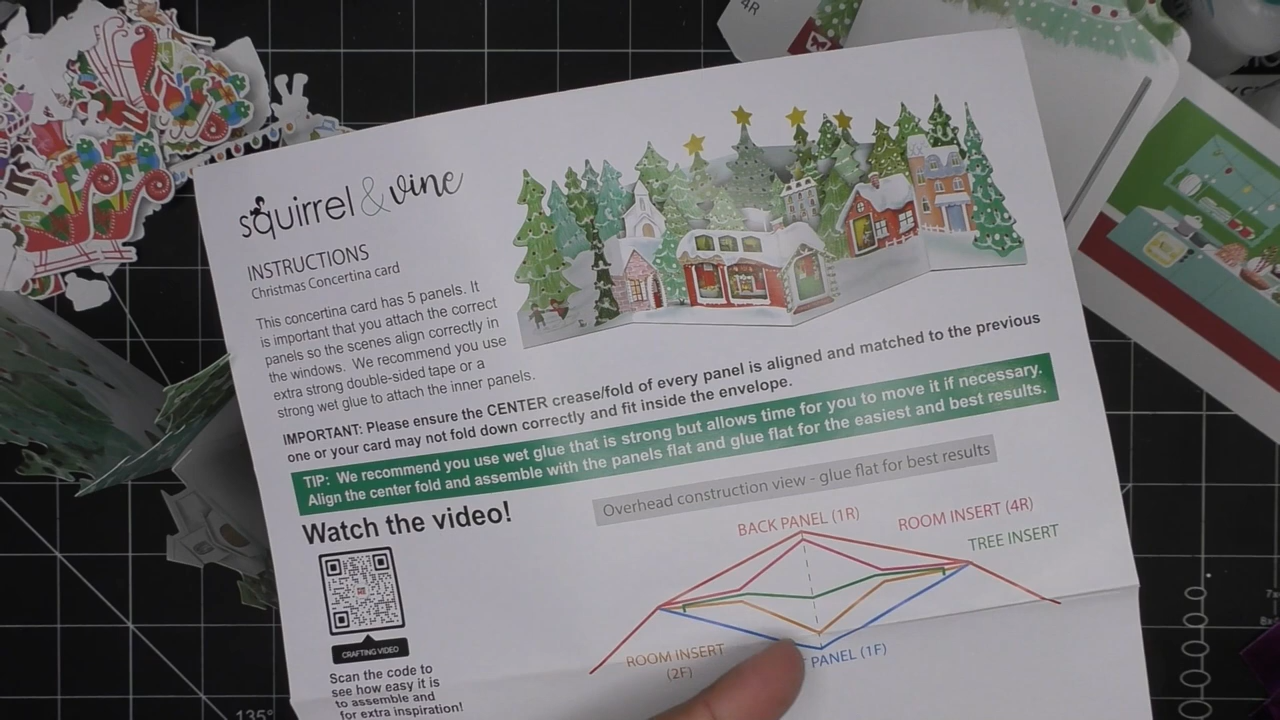 4R
squirrel & vine
INSTRUCTIONS
Christmas Concertina card
This concertina card has 5 panels. It
is important that you attach the correct
panels so the scenes align correctly in
the windows. We recommend you use
extra strong double-sided tape or a
strong wet glue to attach the inner panels.
IMPORTANT: Please ensure the CENTER crease/fold of every panel is aligned and matched to the previous
one or your card may not fold down correctly and fit inside the envelope.
TIP: We recommend you use wet glue that is strong but allows time for you to move it if necessary.
Align the center fold and assemble with the panels flat and glue flat for the easiest and best results.
Watch the video!
Overhead construction view - glue flat for best results
BACK PANEL (1R)
ROOM INSERT (4R)
TREE INSERT
ROOM INSERT
(2F)
PANEL (1F)
CRAFTING VIDEO
Scan the code to
see how easy it is
to assemble and
for extra inspiration!
135°